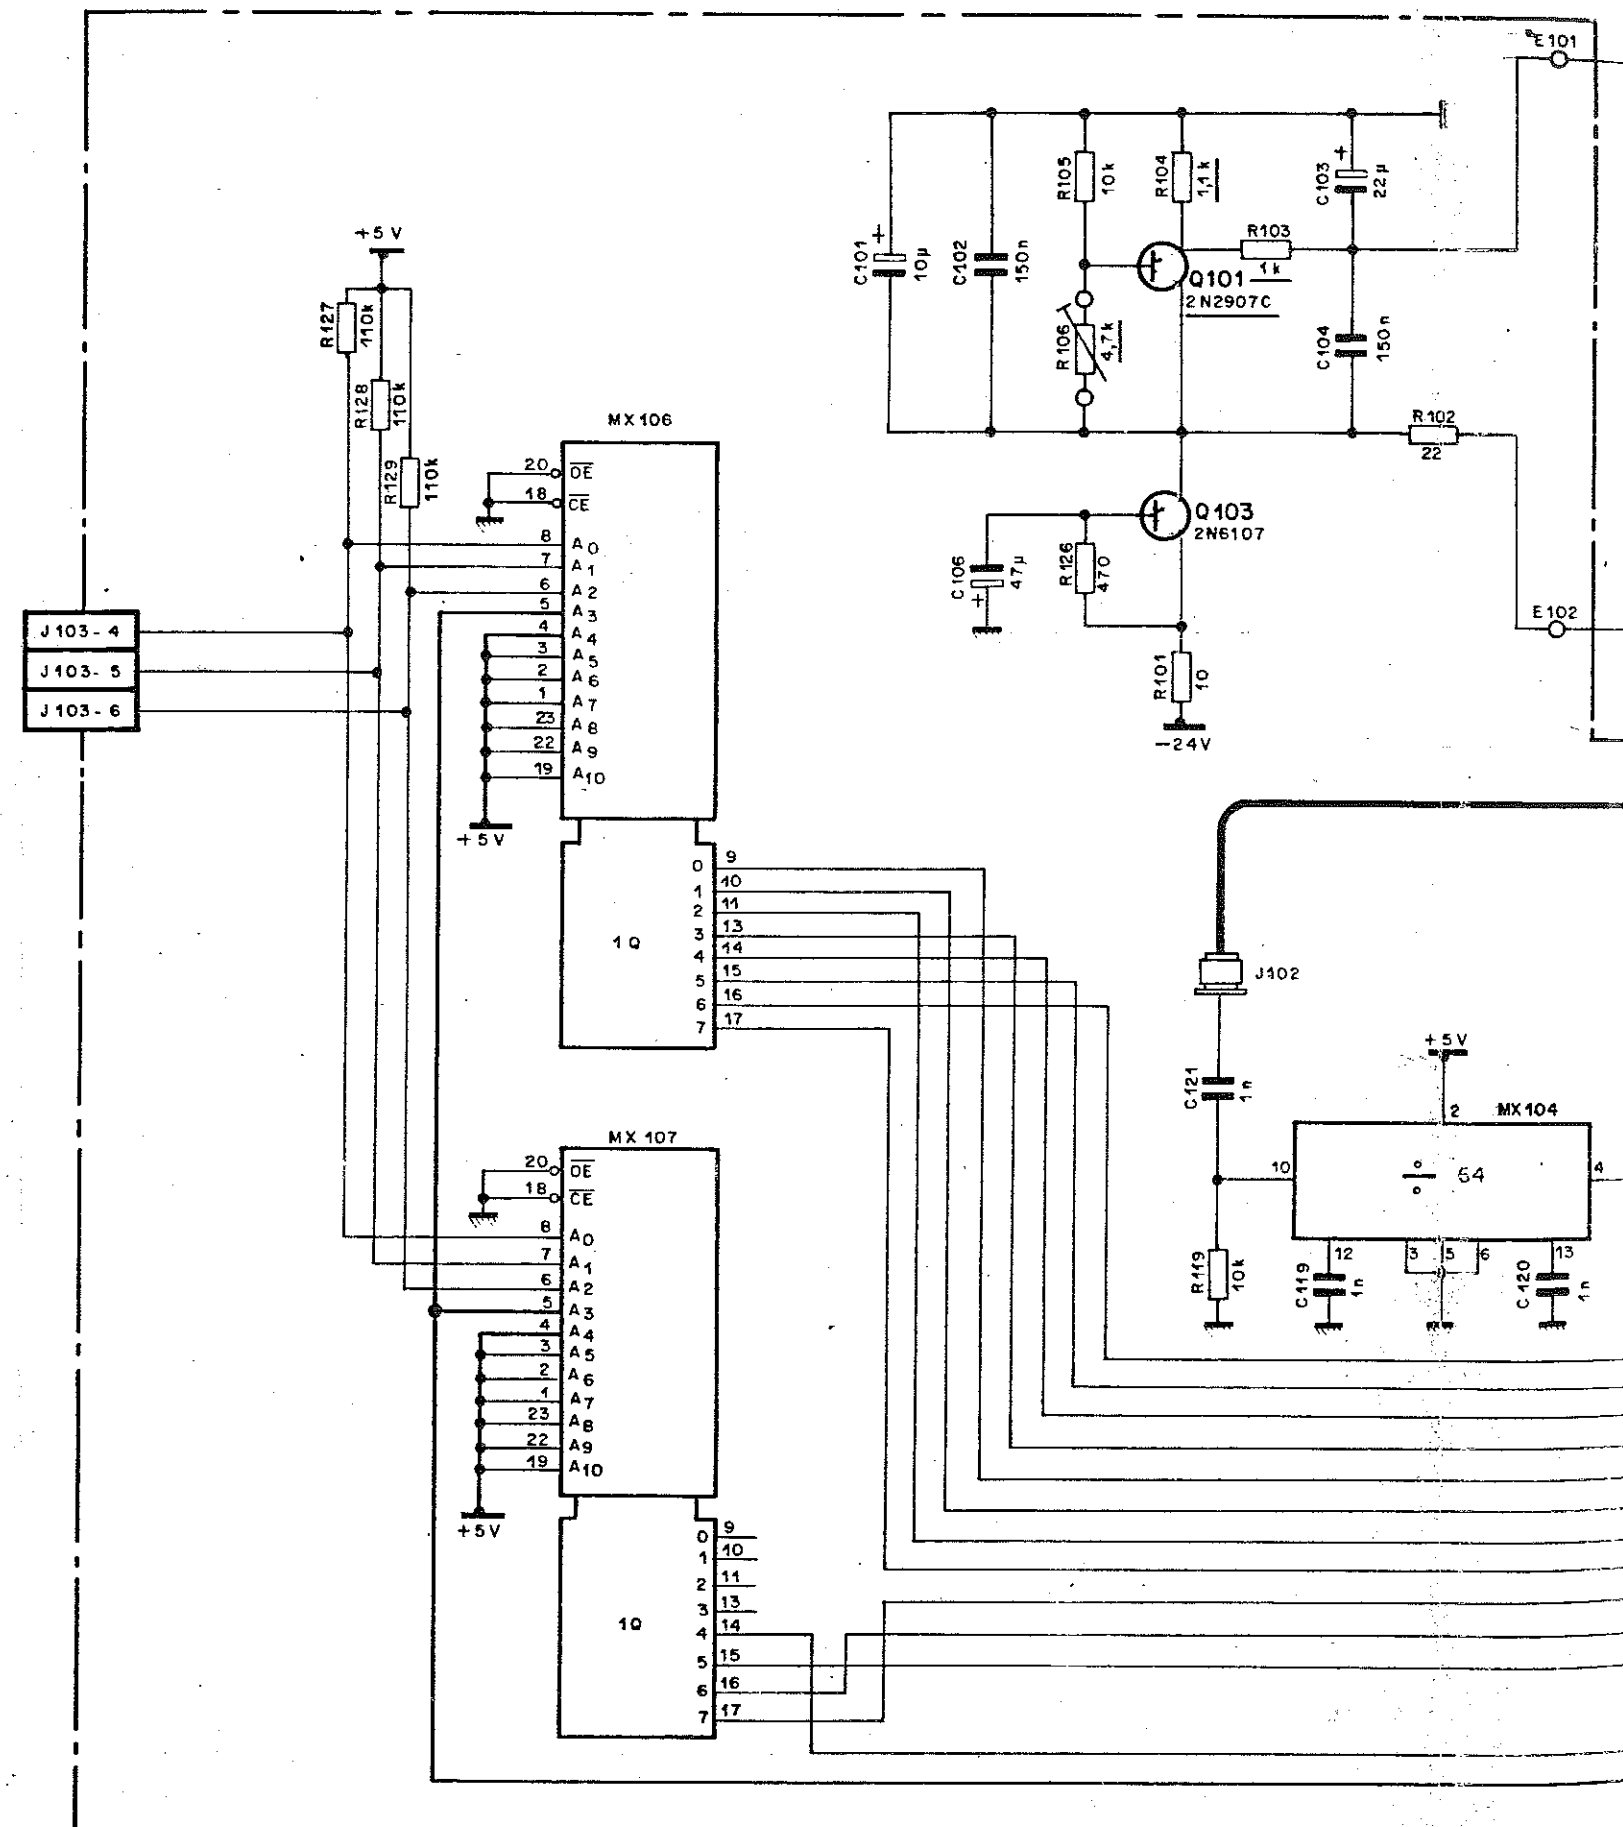 E101
+5V
R127
110k
R128
110k
R129
110k
C101
+
10µ
C102
150n
R105
10k
R104
1,1k
R103
1k
C103
+
22µ
Q101
2N2907C
R106
4,7k
C104
150n
R102
22
Q103
2N6107
C106
+
47µ
R126
470
R101
10
-24V
E102
J103-4
J103-5
J103-6
MX106
20 OE
18 CE
8 A0
7 A1
6 A2
5 A3
4 A4
3 A5
2 A6
1 A7
23 A8
22 A9
19 A10
+5V
1Q
0 9
1 10
2 11
3 13
4 14
5 15
6 16
7 17
J102
C121
1n
+5V
2
MX104
10
÷ 64
4
12
3
5
6
13
R119
10k
C119
1n
C120
1n
MX107
20 OE
18 CE
8 A0
7 A1
6 A2
5 A3
4 A4
3 A5
2 A6
1 A7
23 A8
22 A9
19 A10
+5V
1Q
0 9
1 10
2 11
3 13
4 14
5 15
6 16
7 17